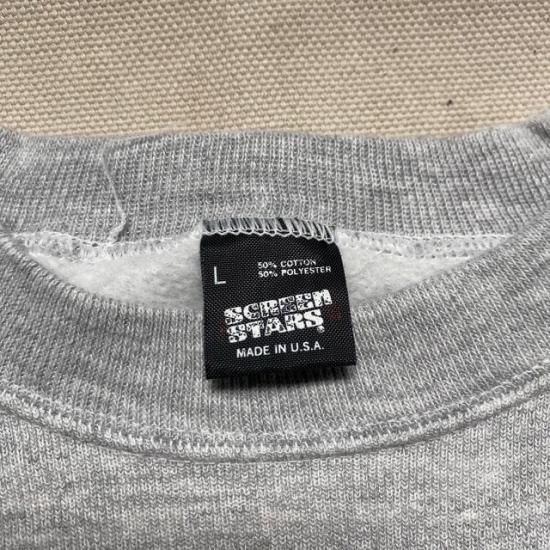 L
50% COTTON
50% POLYESTER
SCREEN
STARS
MADE IN U.S.A.